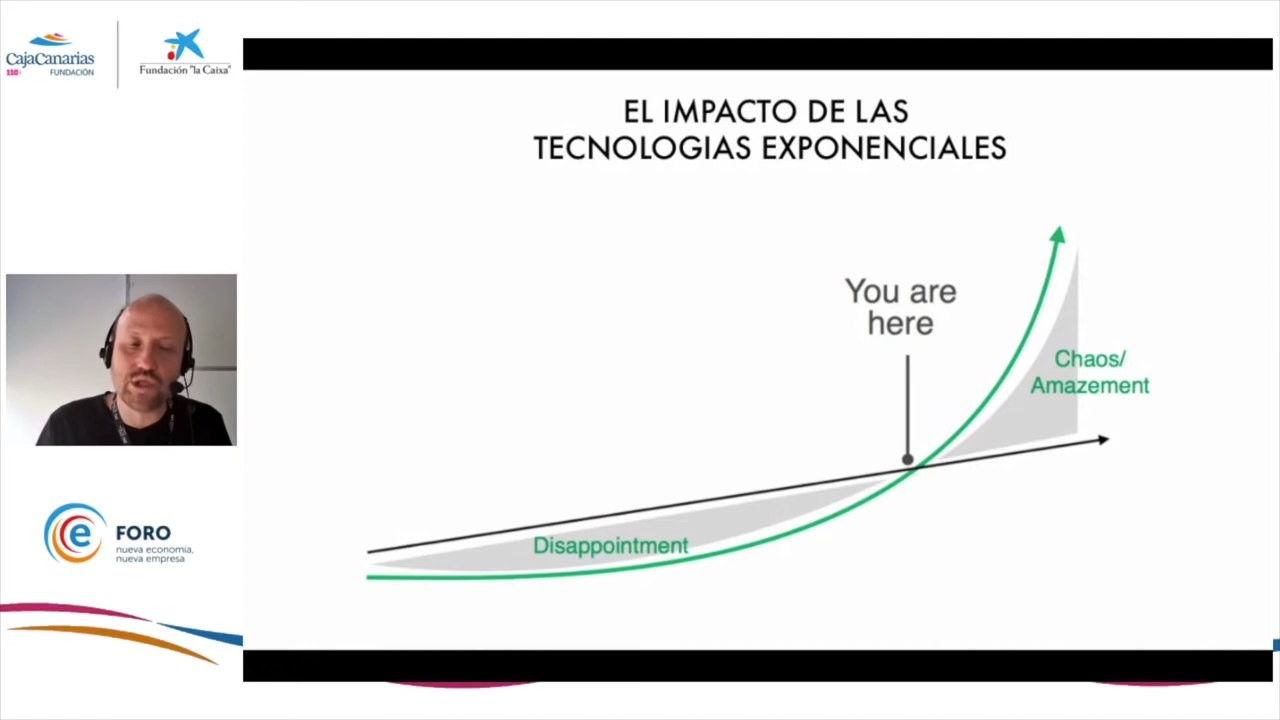 CajaCanarias
110
FUNDACIÓN
Fundación "la Caixa"
EL IMPACTO DE LAS
TECNOLOGIAS EXPONENCIALES
You are
here
Chaos/
Amazement
Disappointment
e
FORO
nueva economía,
nueva empresa